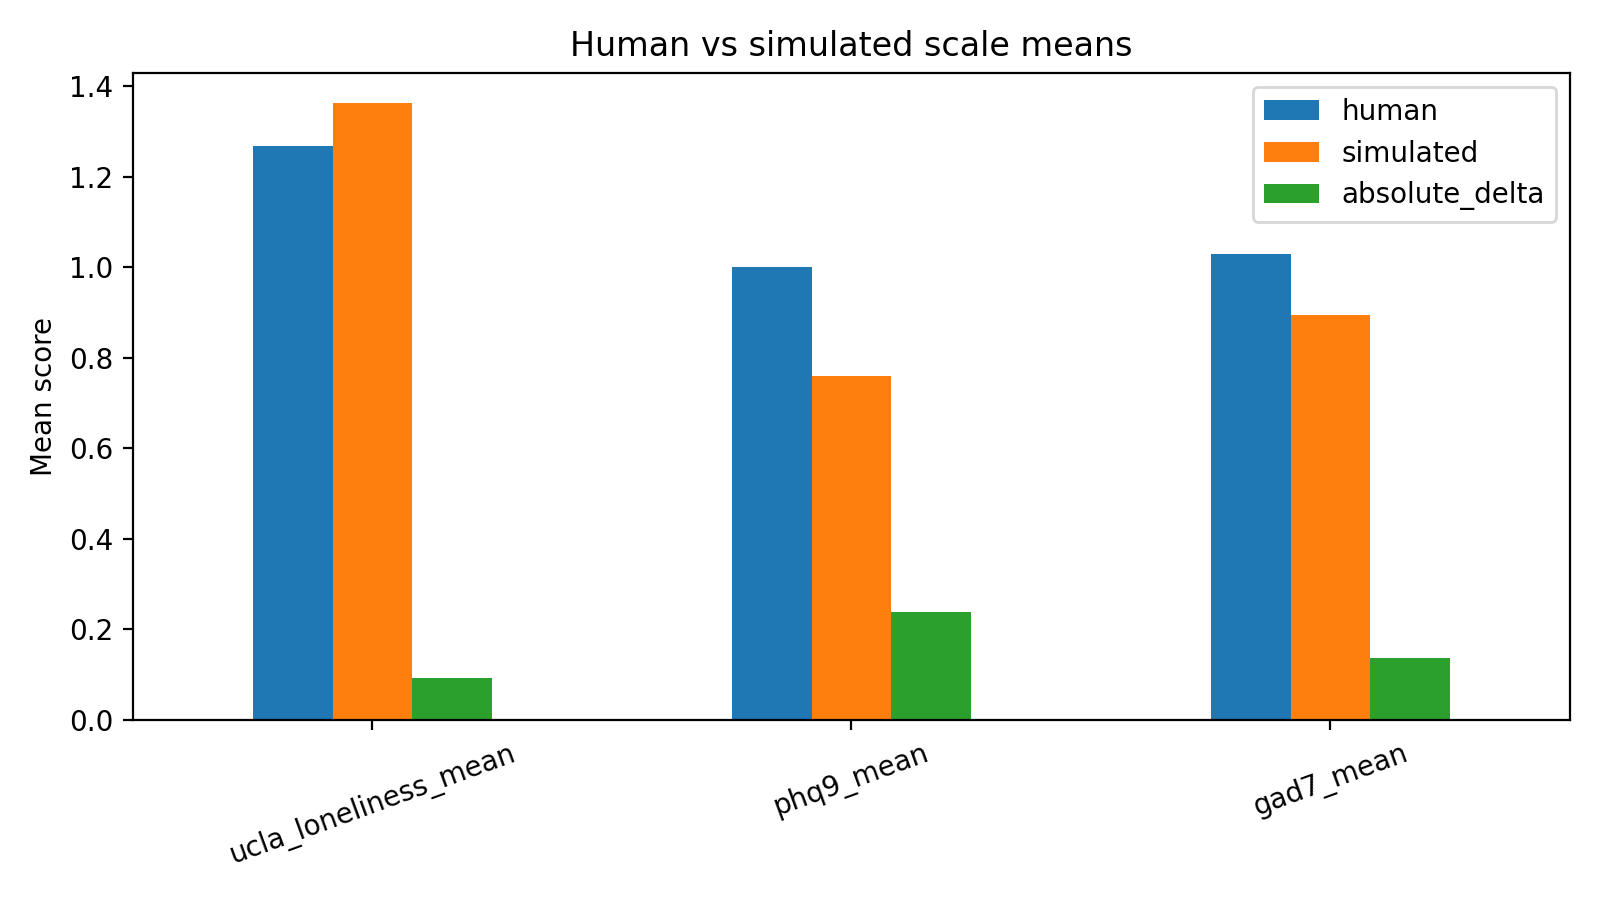 Human vs simulated scale means
human
simulated
absolute_delta
Mean score
1.4
1.2
1.0
0.8
0.6
0.4
0.2
0.0
ucla_loneliness_mean
phq9_mean
gad7_mean